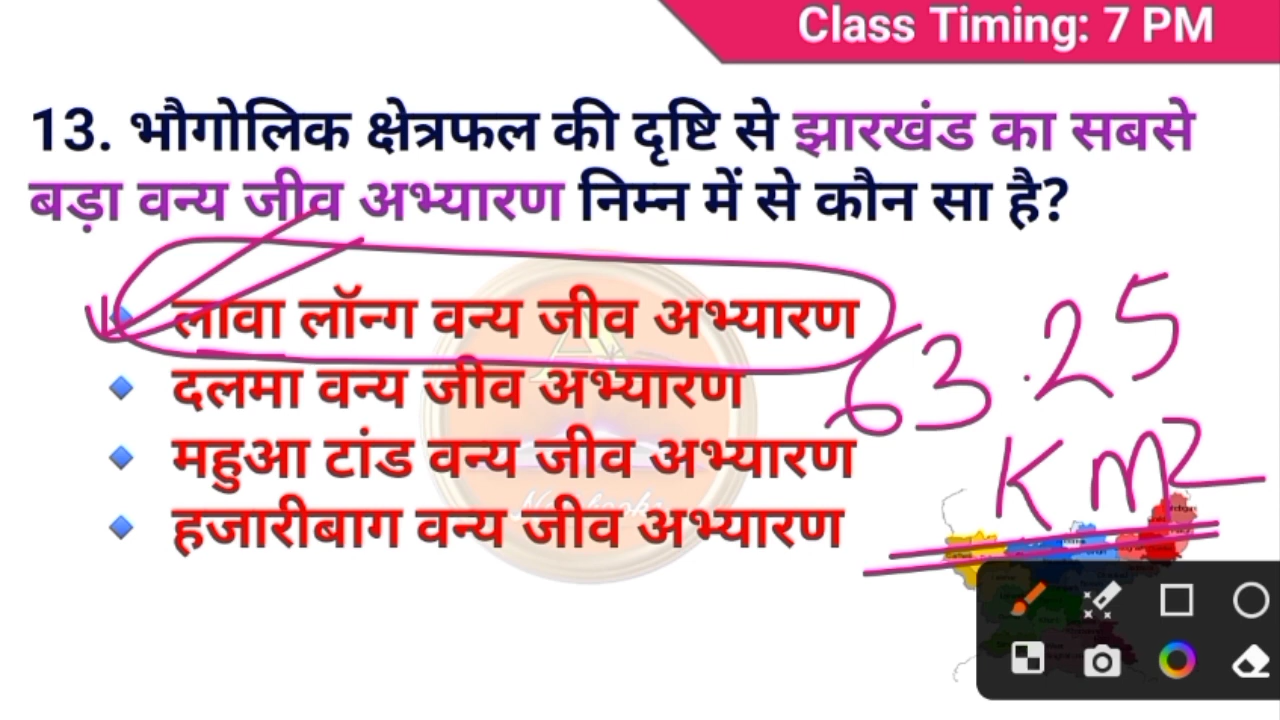 Class Timing: 7 PM
13. भौगोलिक क्षेत्रफल की दृष्टि से झारखंड का सबसे
बड़ा वन्य जीव अभ्यारण निम्न में से कौन सा है?
लावा लॉन्ग वन्य जीव अभ्यारण
दलमा वन्य जीव अभ्यारण
महुआ टांड वन्य जीव अभ्यारण
हजारीबाग वन्य जीव अभ्यारण
63.25
Km2